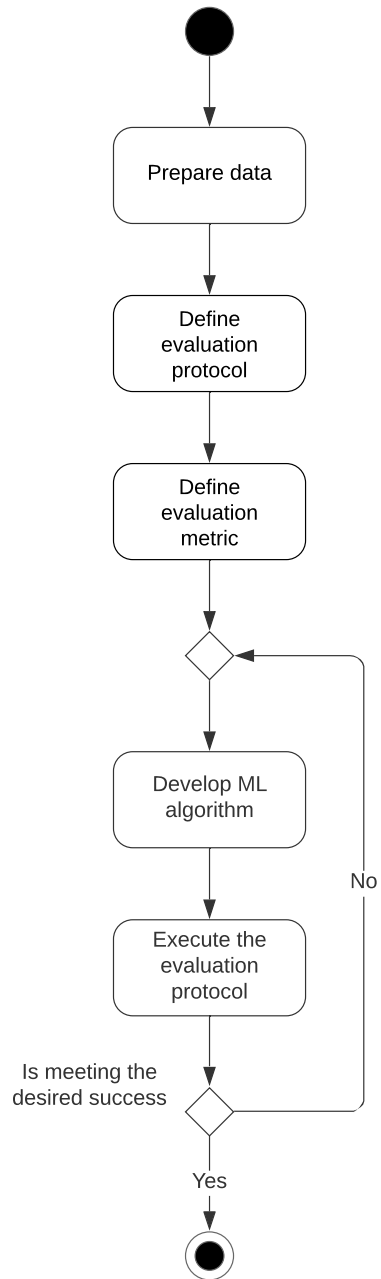 Prepare data
Define
evaluation
protocol
Define
evaluation
metric
Develop ML
algorithm
No
Execute the
evaluation
protocol
Is meeting the
desired success
Yes